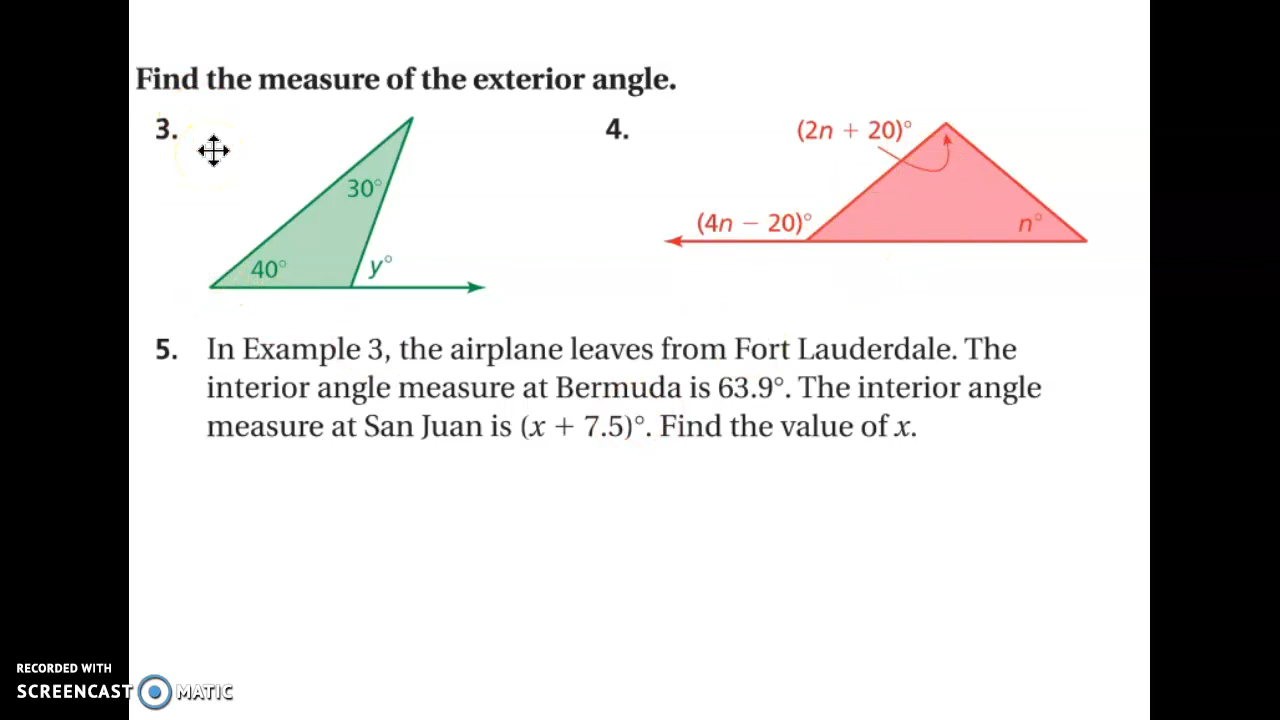 Find the measure of the exterior angle.
3.
30°
40°
y°
4.
(2n + 20)°
(4n − 20)°
n°
5. In Example 3, the airplane leaves from Fort Lauderdale. The
interior angle measure at Bermuda is 63.9°. The interior angle
measure at San Juan is (x + 7.5)°. Find the value of x.
RECORDED WITH
SCREENCAST MATIC